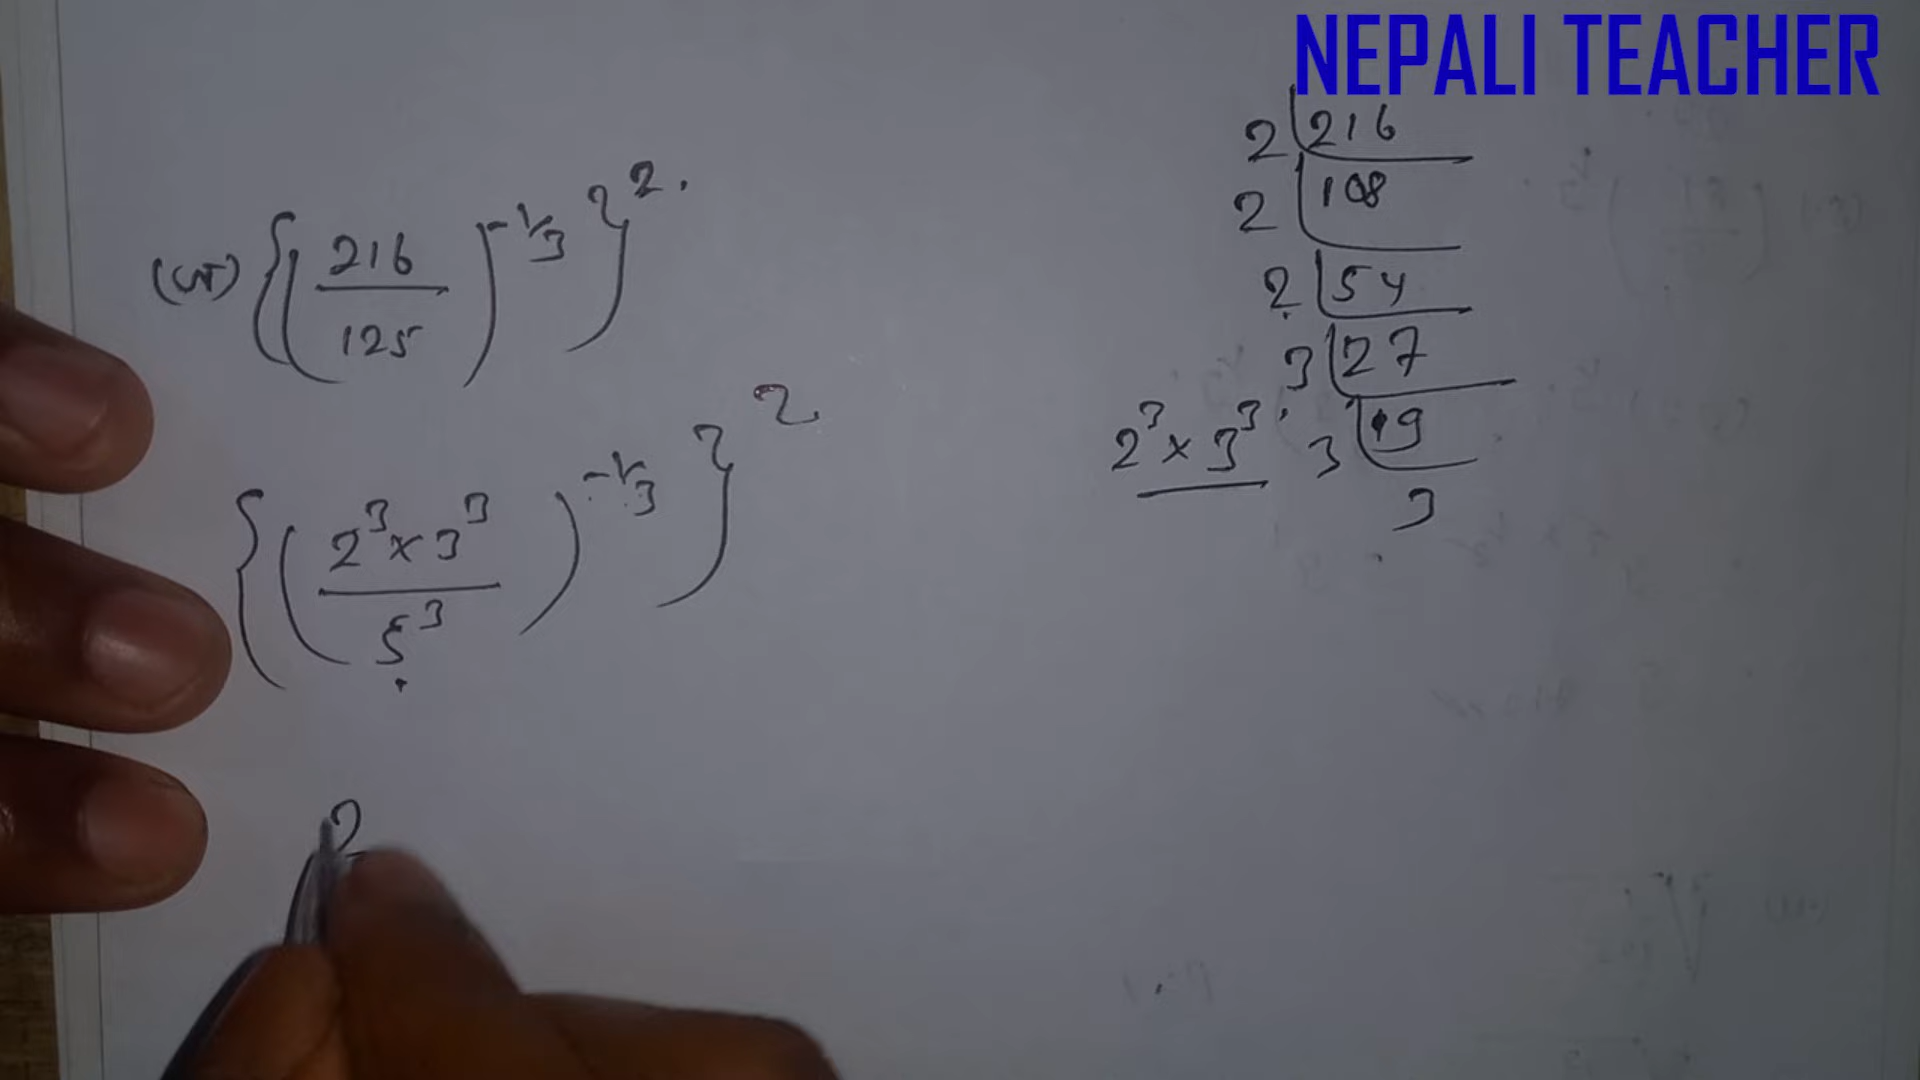 NEPALI TEACHER
{(216/125)^-1/3}^2.
{(2^3×3^3/5^3)^-1/3}^2.
2
2 | 216
2 | 108
2 | 54
3 | 27
3 | 9
3
2^3×3^3